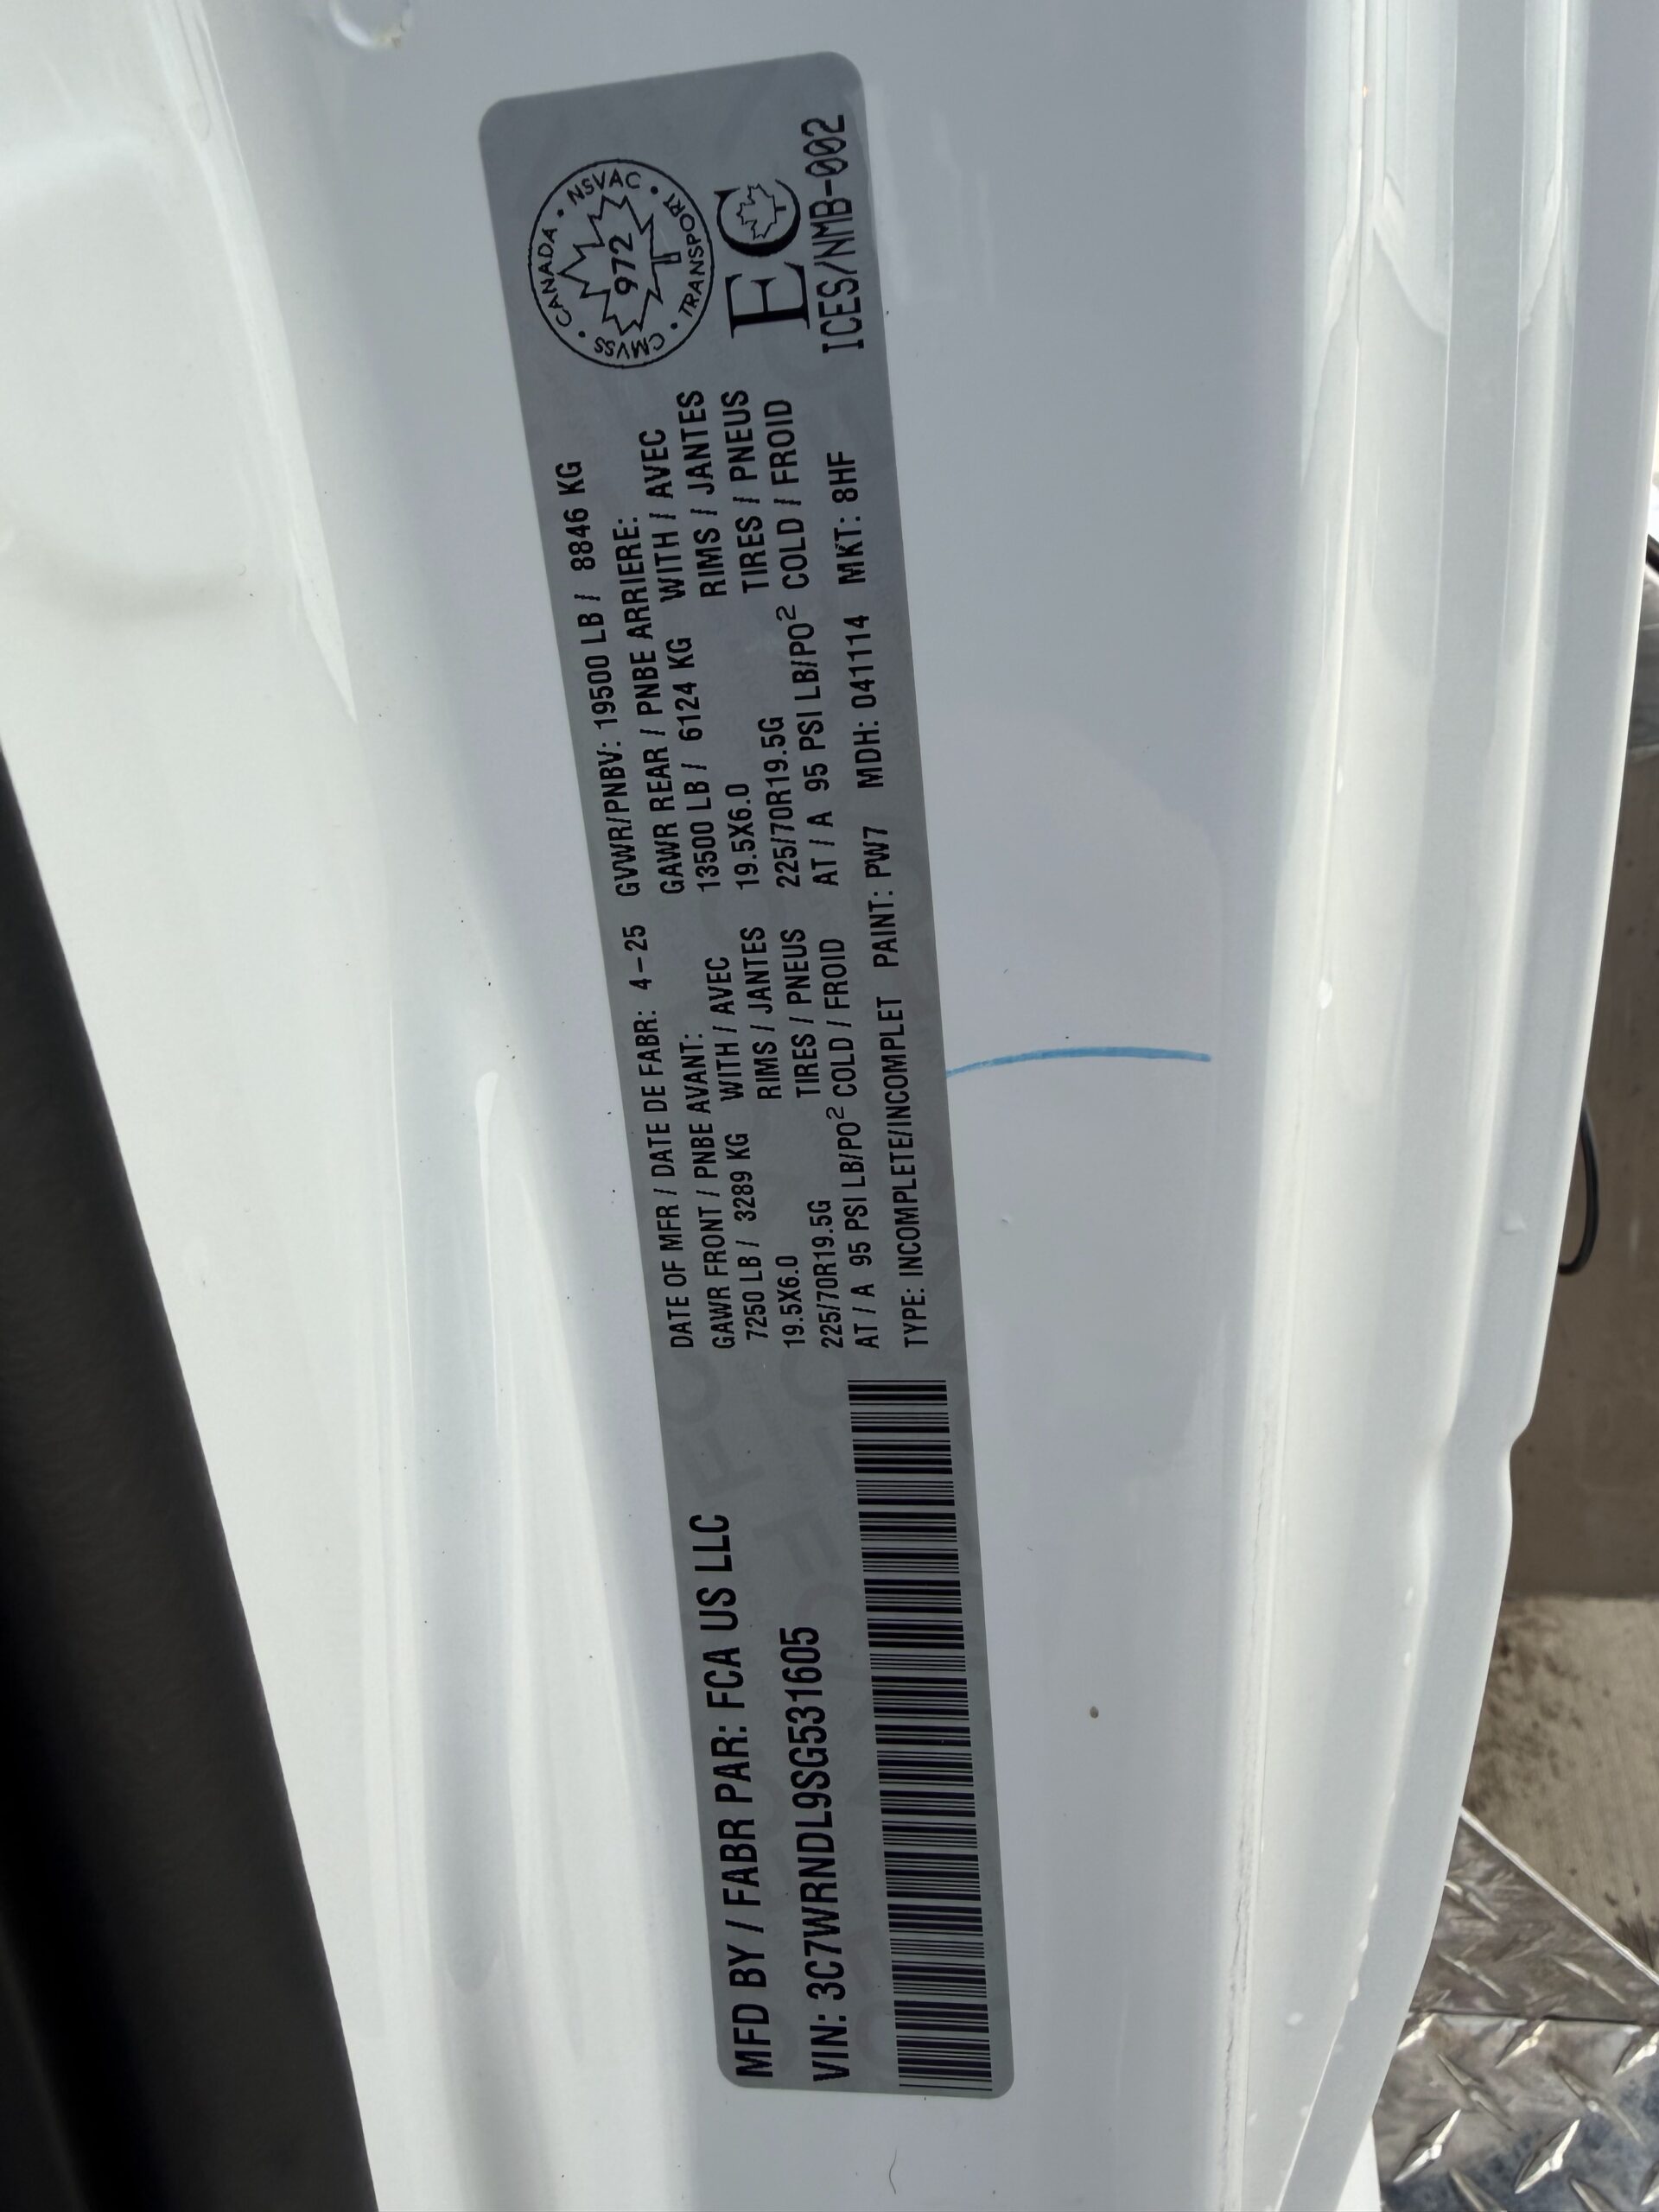 MFD BY / FABR PAR: FCA US LLC
VIN: 3C7WRNDL9SG531605
DATE OF MFR / DATE DE FABR: 4-25 GVWR/PNBV: 19500 LB / 8846 KG
GAWR FRONT / PNBE AVANT: GAWR REAR / PNBE ARRIERE:
7250 LB / 3289 KG WITH / AVEC 13500 LB / 6124 KG WITH / AVEC
19.5X6.0 RIMS / JANTES 19.5X6.0 RIMS / JANTES
225/70R19.5G TIRES / PNEUS 225/70R19.5G TIRES / PNEUS
AT / A 95 PSI LB/PO² COLD / FROID AT / A 95 PSI LB/PO² COLD / FROID
TYPE: INCOMPLETE/INCOMPLET PAINT: PW7 MDH: 041114 MKT: 8HF
CMVSS • CANADA • NSVAC • TRANSPORT •
972
EC
ICES/NMB-002